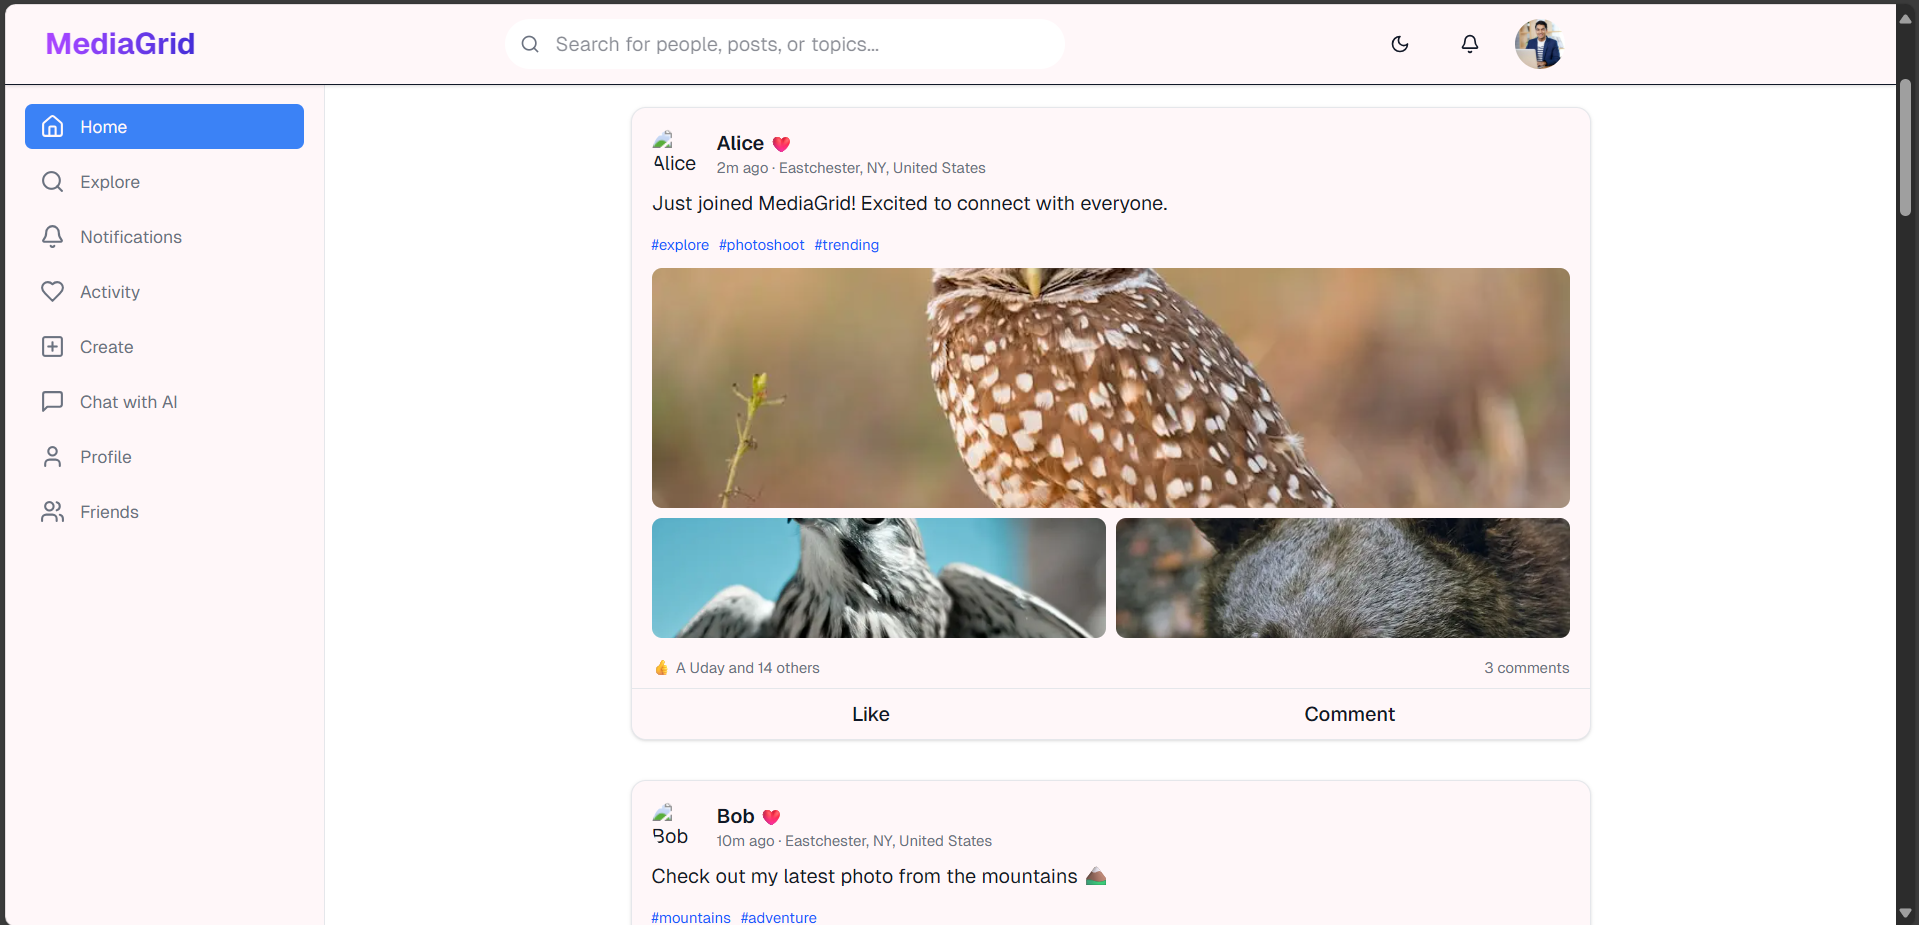 MediaGrid
Search for people, posts, or topics...
Home
Explore
Notifications
Activity
Create
Chat with AI
Profile
Friends
Alice
Alice ❤️
2m ago · Eastchester, NY, United States
Just joined MediaGrid! Excited to connect with everyone.
#explore #photoshoot #trending
👍 A Uday and 14 others
3 comments
Like
Comment
Bob
Bob ❤️
10m ago · Eastchester, NY, United States
Check out my latest photo from the mountains ⛰️
#mountains #adventure